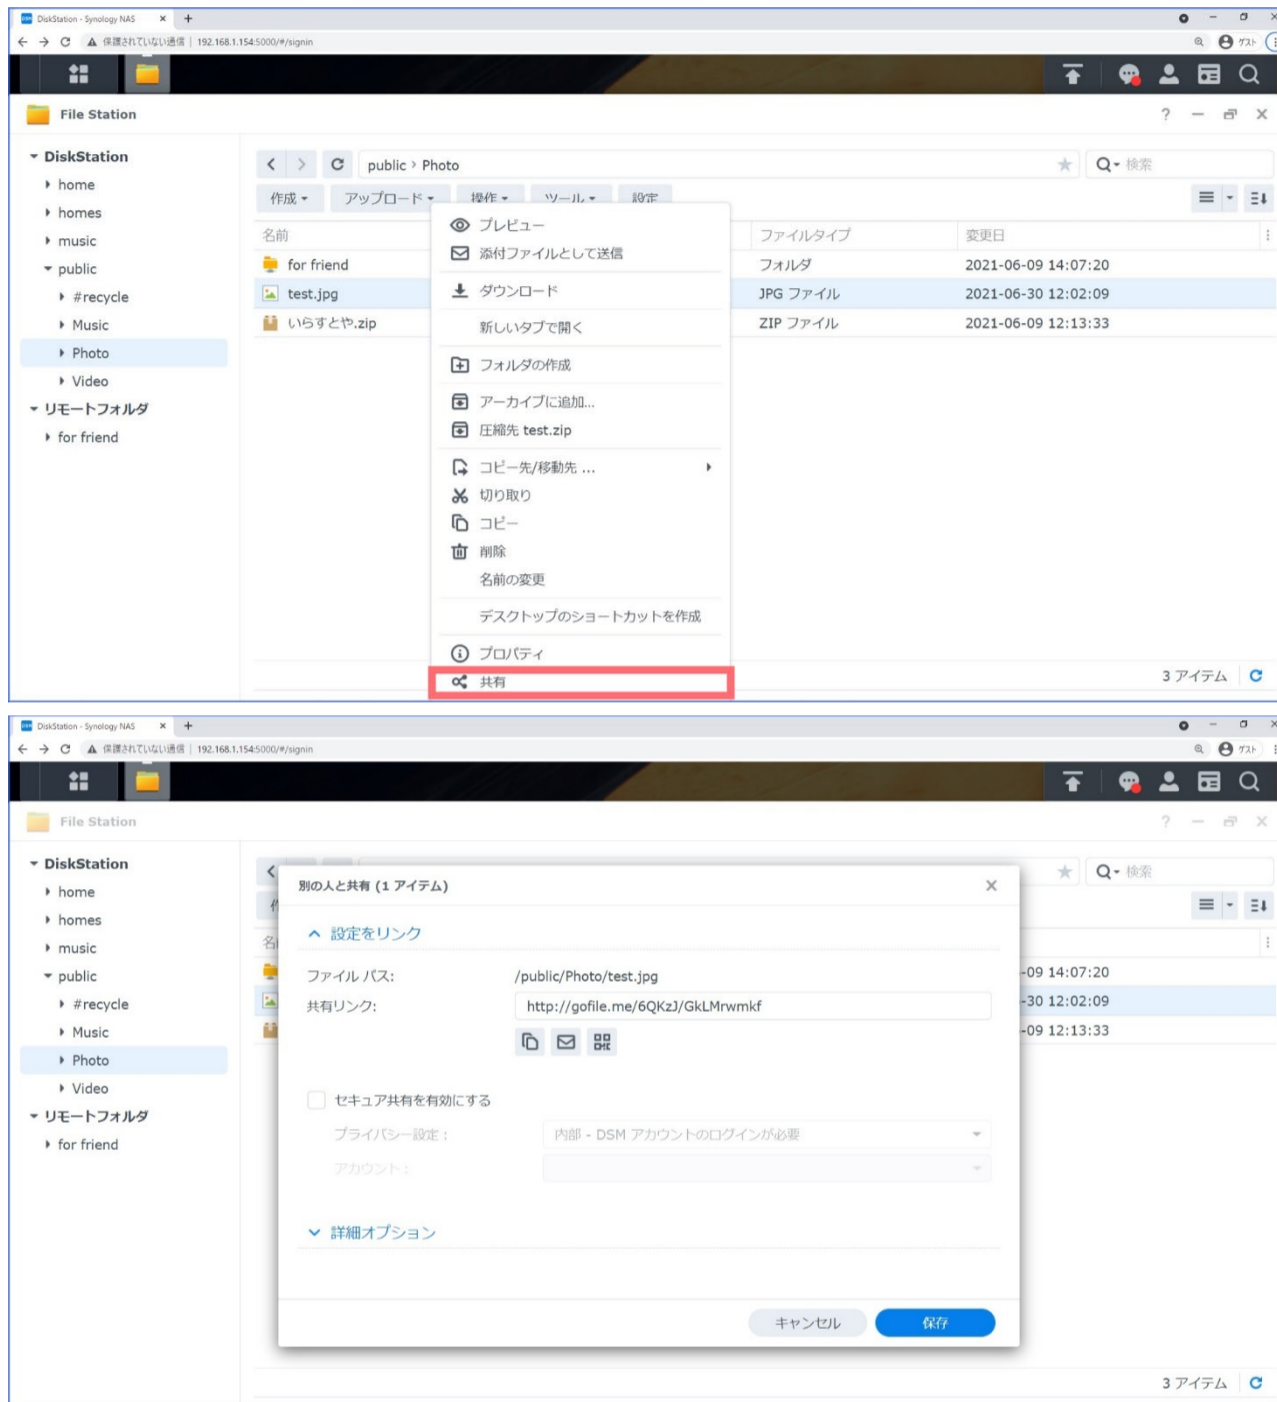 DiskStation - Synology NAS
保護されていない通信 | 192.168.1.154:5000/#/signin
ゲスト
File Station
DiskStation
home
homes
music
public
#recycle
Music
Photo
Video
リモートフォルダ
for friend
public › Photo
検索
作成 アップロード 操作 ツール 設定
名前 ファイルタイプ 変更日
for friend フォルダ 2021-06-09 14:07:20
test.jpg JPG ファイル 2021-06-30 12:02:09
いらすとや.zip ZIP ファイル 2021-06-09 12:13:33
プレビュー
添付ファイルとして送信
ダウンロード
新しいタブで開く
フォルダの作成
アーカイブに追加...
圧縮先 test.zip
コピー先/移動先 ...
切り取り
コピー
削除
名前の変更
デスクトップのショートカットを作成
プロパティ
共有
3 アイテム
DiskStation - Synology NAS
保護されていない通信 | 192.168.1.154:5000/#/signin
ゲスト
File Station
DiskStation
home
homes
music
public
#recycle
Music
Photo
Video
リモートフォルダ
for friend
検索
-09 14:07:20
-30 12:02:09
-09 12:13:33
別の人と共有 (1 アイテム)
設定をリンク
ファイル パス: /public/Photo/test.jpg
共有リンク: http://gofile.me/6QKzJ/GkLMrwmkf
セキュア共有を有効にする
プライバシー設定： 内部 - DSM アカウントのログインが必要
アカウント：
詳細オプション
キャンセル 保存
3 アイテム